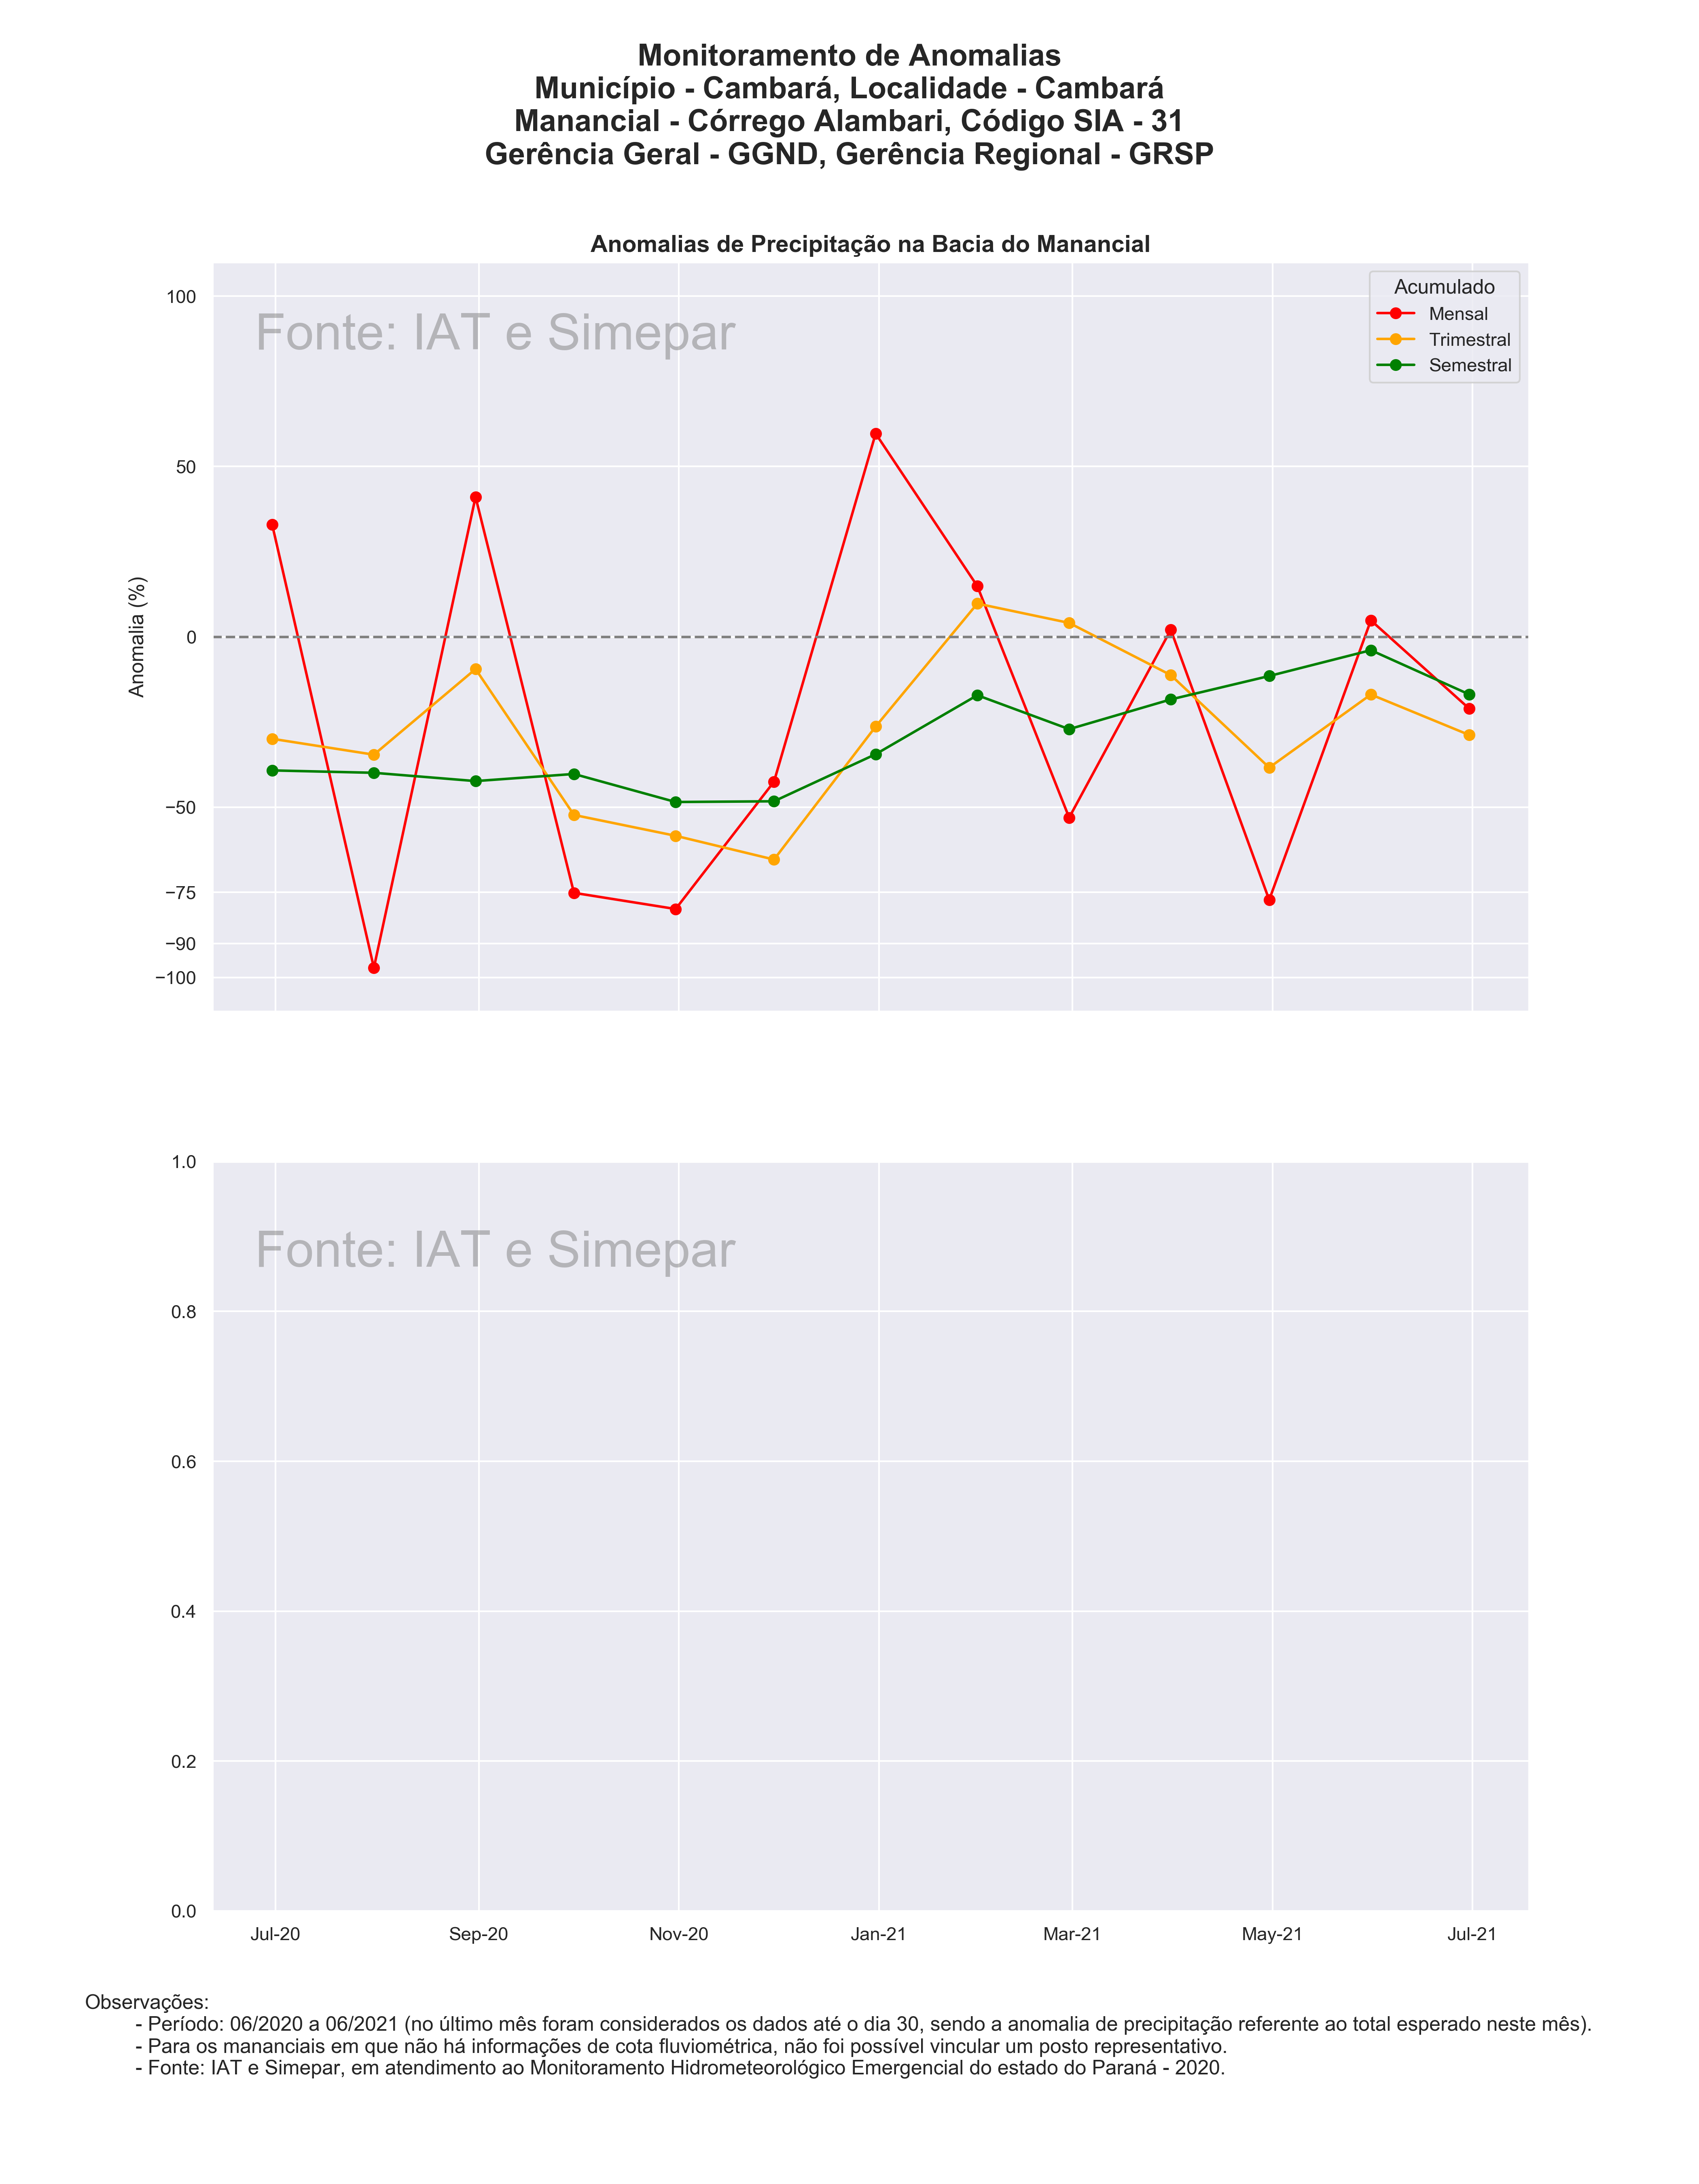 Monitoramento de Anomalias
Município - Cambará, Localidade - Cambará
Manancial - Córrego Alambari, Código SIA - 31
Gerência Geral - GGND, Gerência Regional - GRSP
Anomalias de Precipitação na Bacia do Manancial
Fonte: IAT e Simepar
Acumulado
Mensal
Trimestral
Semestral
Anomalia (%)
100
50
0
−50
−75
−90
−100
Fonte: IAT e Simepar
1.0
0.8
0.6
0.4
0.2
0.0
Jul-20 Sep-20 Nov-20 Jan-21 Mar-21 May-21 Jul-21
Observações:
- Período: 06/2020 a 06/2021 (no último mês foram considerados os dados até o dia 30, sendo a anomalia de precipitação referente ao total esperado neste mês).
- Para os mananciais em que não há informações de cota fluviométrica, não foi possível vincular um posto representativo.
- Fonte: IAT e Simepar, em atendimento ao Monitoramento Hidrometeorológico Emergencial do estado do Paraná - 2020.